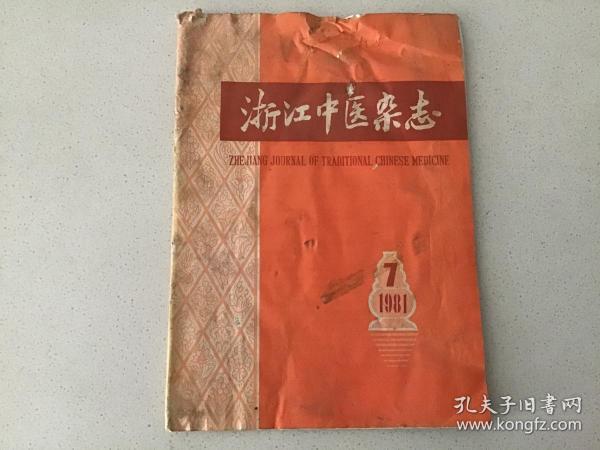 浙江中医杂志
ZHEJIANG JOURNAL OF TRADITIONAL CHINESE MEDICINE
7
1981
孔夫子旧书网
www.kongfz.com